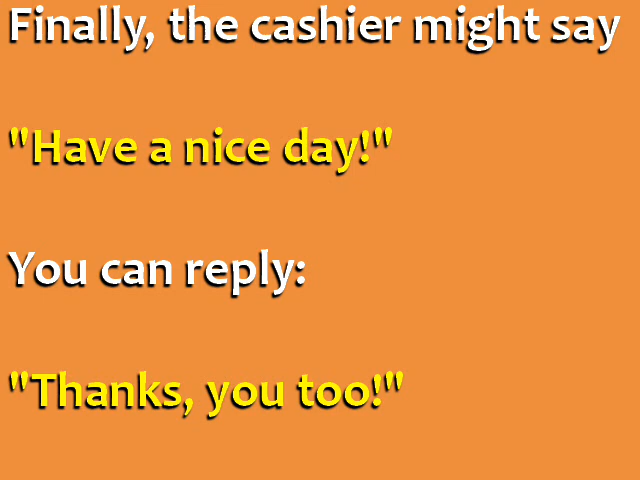 Finally, the cashier might say
"Have a nice day!"
You can reply:
"Thanks, you too!"